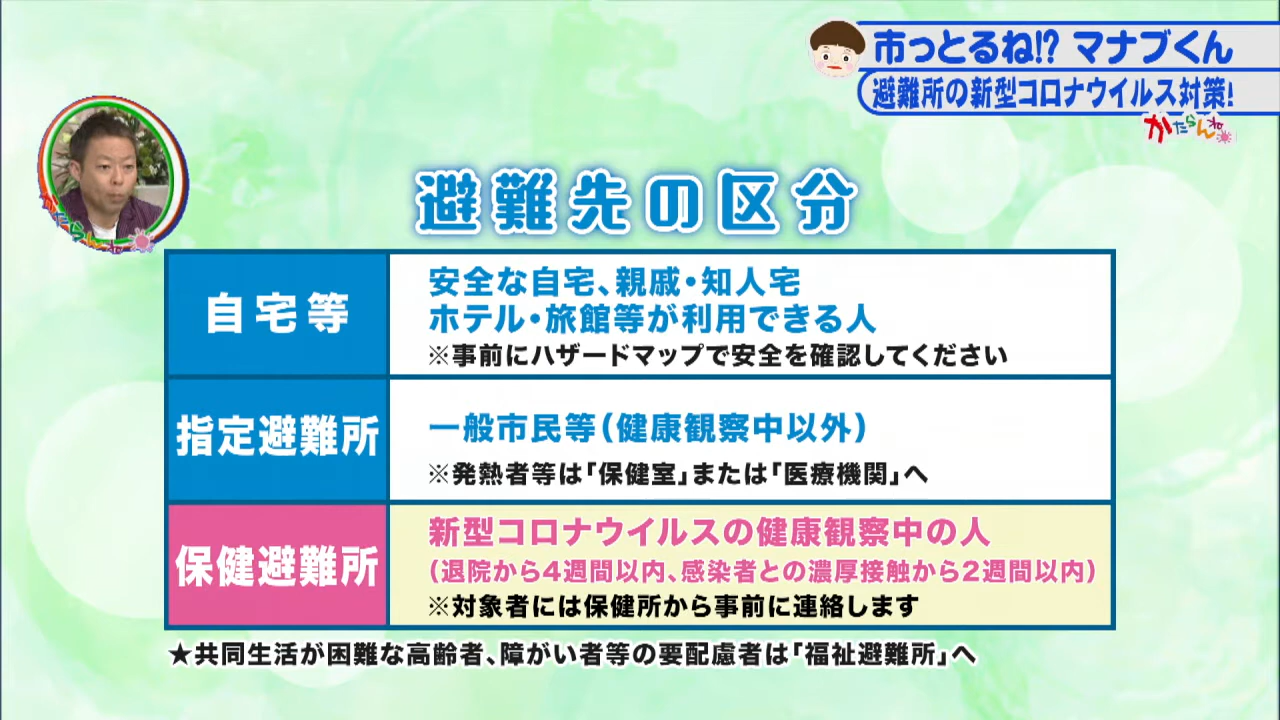 市っとるね!? マナブくん
避難所の新型コロナウイルス対策!
かたらんね
かたらんね
避難先の区分
自宅等
安全な自宅、親戚・知人宅
ホテル・旅館等が利用できる人
※事前にハザードマップで安全を確認してください
指定避難所
一般市民等(健康観察中以外)
※発熱者等は「保健室」または「医療機関」へ
保健避難所
新型コロナウイルスの健康観察中の人
(退院から4週間以内、感染者との濃厚接触から2週間以内)
※対象者には保健所から事前に連絡します
★共同生活が困難な高齢者、障がい者等の要配慮者は「福祉避難所」へ